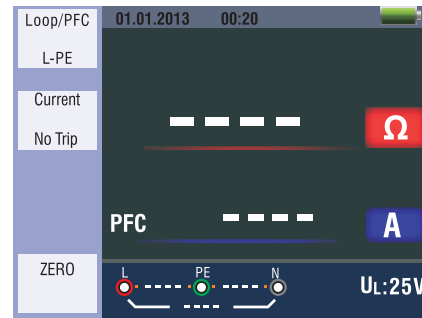 Loop/PFC
01.01.2013 00:20
L-PE
Current
No Trip
---- Ω
PFC ---- A
ZERO
L PE N
UL:25V